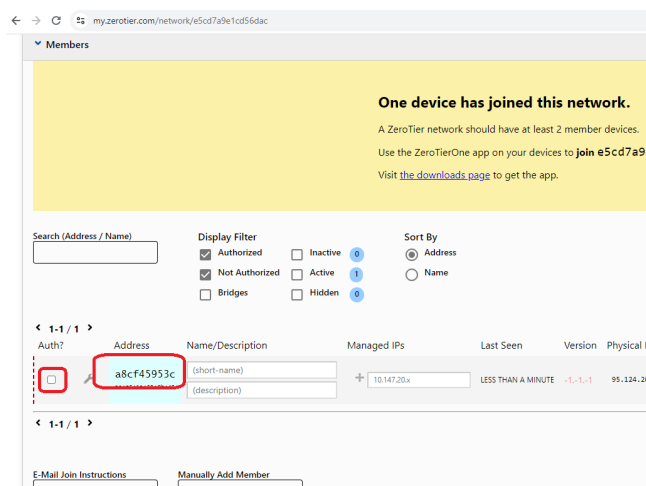 my.zerotier.com/network/e5cd7a9e1cd56dac
Members
One device has joined this network.
A ZeroTier network should have at least 2 member devices.
Use the ZeroTierOne app on your devices to join e5cd7a9
Visit the downloads page to get the app.
Search (Address / Name)
Display Filter
Sort By
Authorized
Inactive 0
Address
Not Authorized
Active 1
Name
Bridges
Hidden 0
1-1 / 1
Auth?
Address
Name/Description
Managed IPs
Last Seen
Version
Physical
a8cf45953c
(short-name)
(description)
10.147.20.x
LESS THAN A MINUTE
-1.-1.-1
95.124.20
1-1 / 1
E-Mail Join Instructions
Manually Add Member